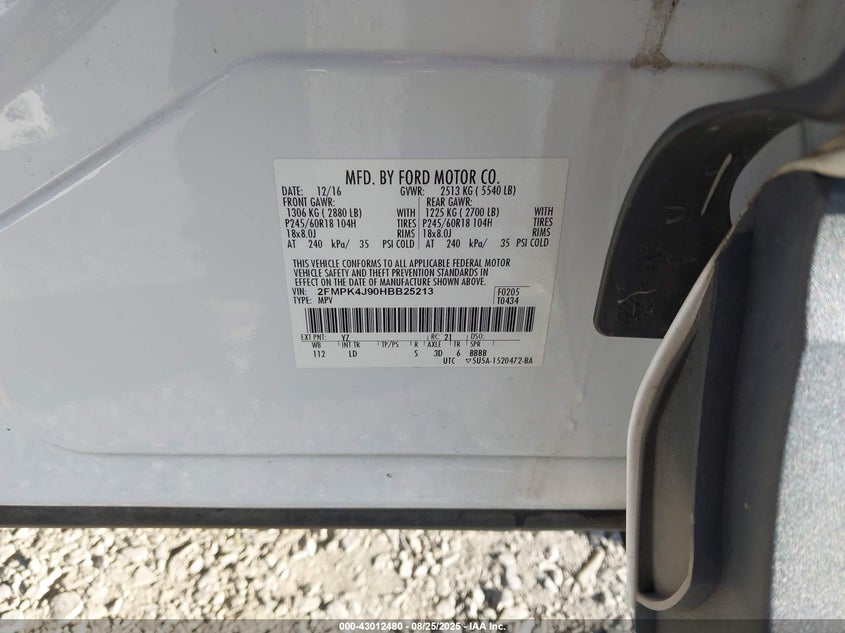 MFD. BY FORD MOTOR CO.
DATE: 12/16 GVWR: 2513 KG ( 5540 LB)
FRONT GAWR: REAR GAWR:
1306 KG ( 2880 LB) WITH 1225 KG ( 2700 LB) WITH
P245/60R18 104H TIRES P245/60R18 104H TIRES
18x8.0J RIMS 18x8.0J RIMS
AT 240 kPa/ 35 PSI COLD AT 240 kPa/ 35 PSI COLD
THIS VEHICLE CONFORMS TO ALL APPLICABLE FEDERAL MOTOR
VEHICLE SAFETY AND THEFT PREVENTION STANDARDS IN
EFFECT ON THE DATE OF MANUFACTURE SHOWN ABOVE.
VIN: 2FMPK4J90HBB25213 F0205
TYPE: MPV T0434
EXT PNT: YZ RC: 21 DSO:
WB INT TR TP/PS R AXLE TR SPR
112 LD S 3D 6 BBBB
UTC ▽5U5A-1520472-BA
000-43012480 - 08/25/2025 - IAA Inc.